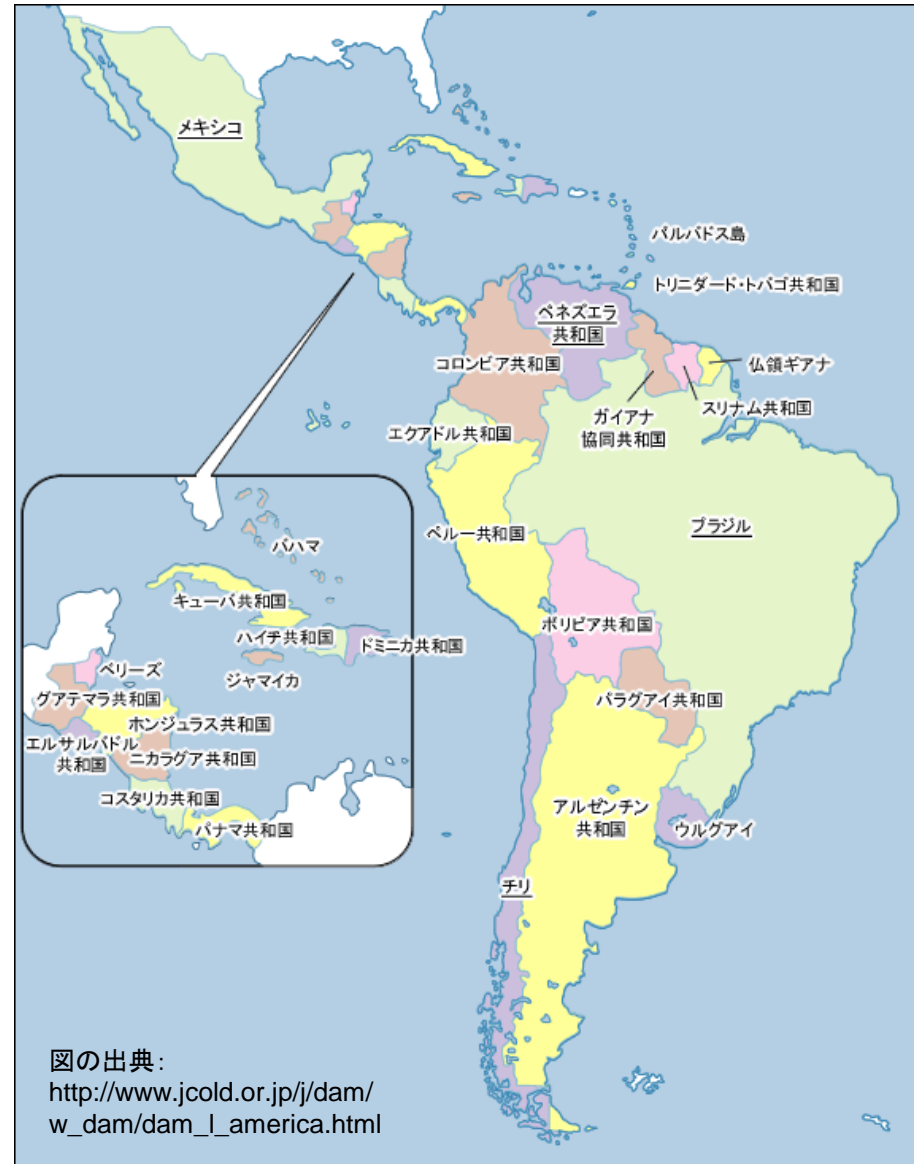 メキシコ
バルバドス島
トリニダード・トバゴ共和国
ベネズエラ
共和国
コロンビア共和国
仏領ギアナ
ガイアナ
協同共和国
スリナム共和国
エクアドル共和国
ペルー共和国
ブラジル
ボリビア共和国
パラグアイ共和国
アルゼンチン
共和国
ウルグアイ
チリ
バハマ
キューバ共和国
ハイチ共和国
ドミニカ共和国
ジャマイカ
ベリーズ
グアテマラ共和国
ホンジュラス共和国
エルサルバドル
共和国
ニカラグア共和国
コスタリカ共和国
パナマ共和国
図の出典:
http://www.jcold.or.jp/j/dam/
w_dam/dam_l_america.html